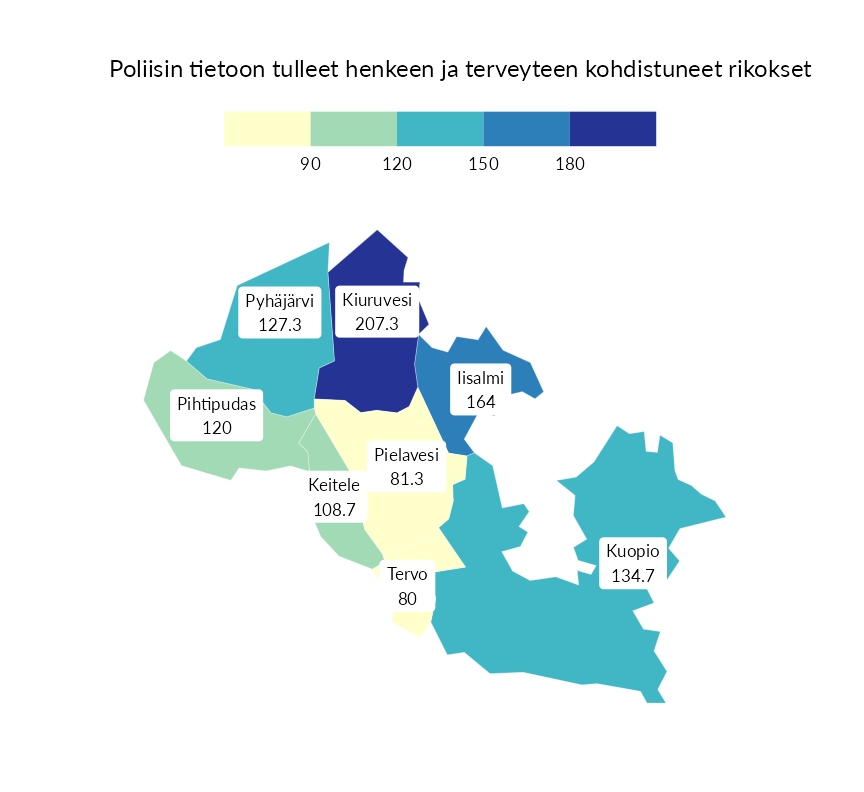 Poliisin tietoon tulleet henkeen ja terveyteen kohdistuneet rikokset
90 120 150 180
Pyhäjärvi
127.3
Kiuruvesi
207.3
Iisalmi
164
Pihtipudas
120
Pielavesi
81.3
Keitele
108.7
Kuopio
134.7
Tervo
80